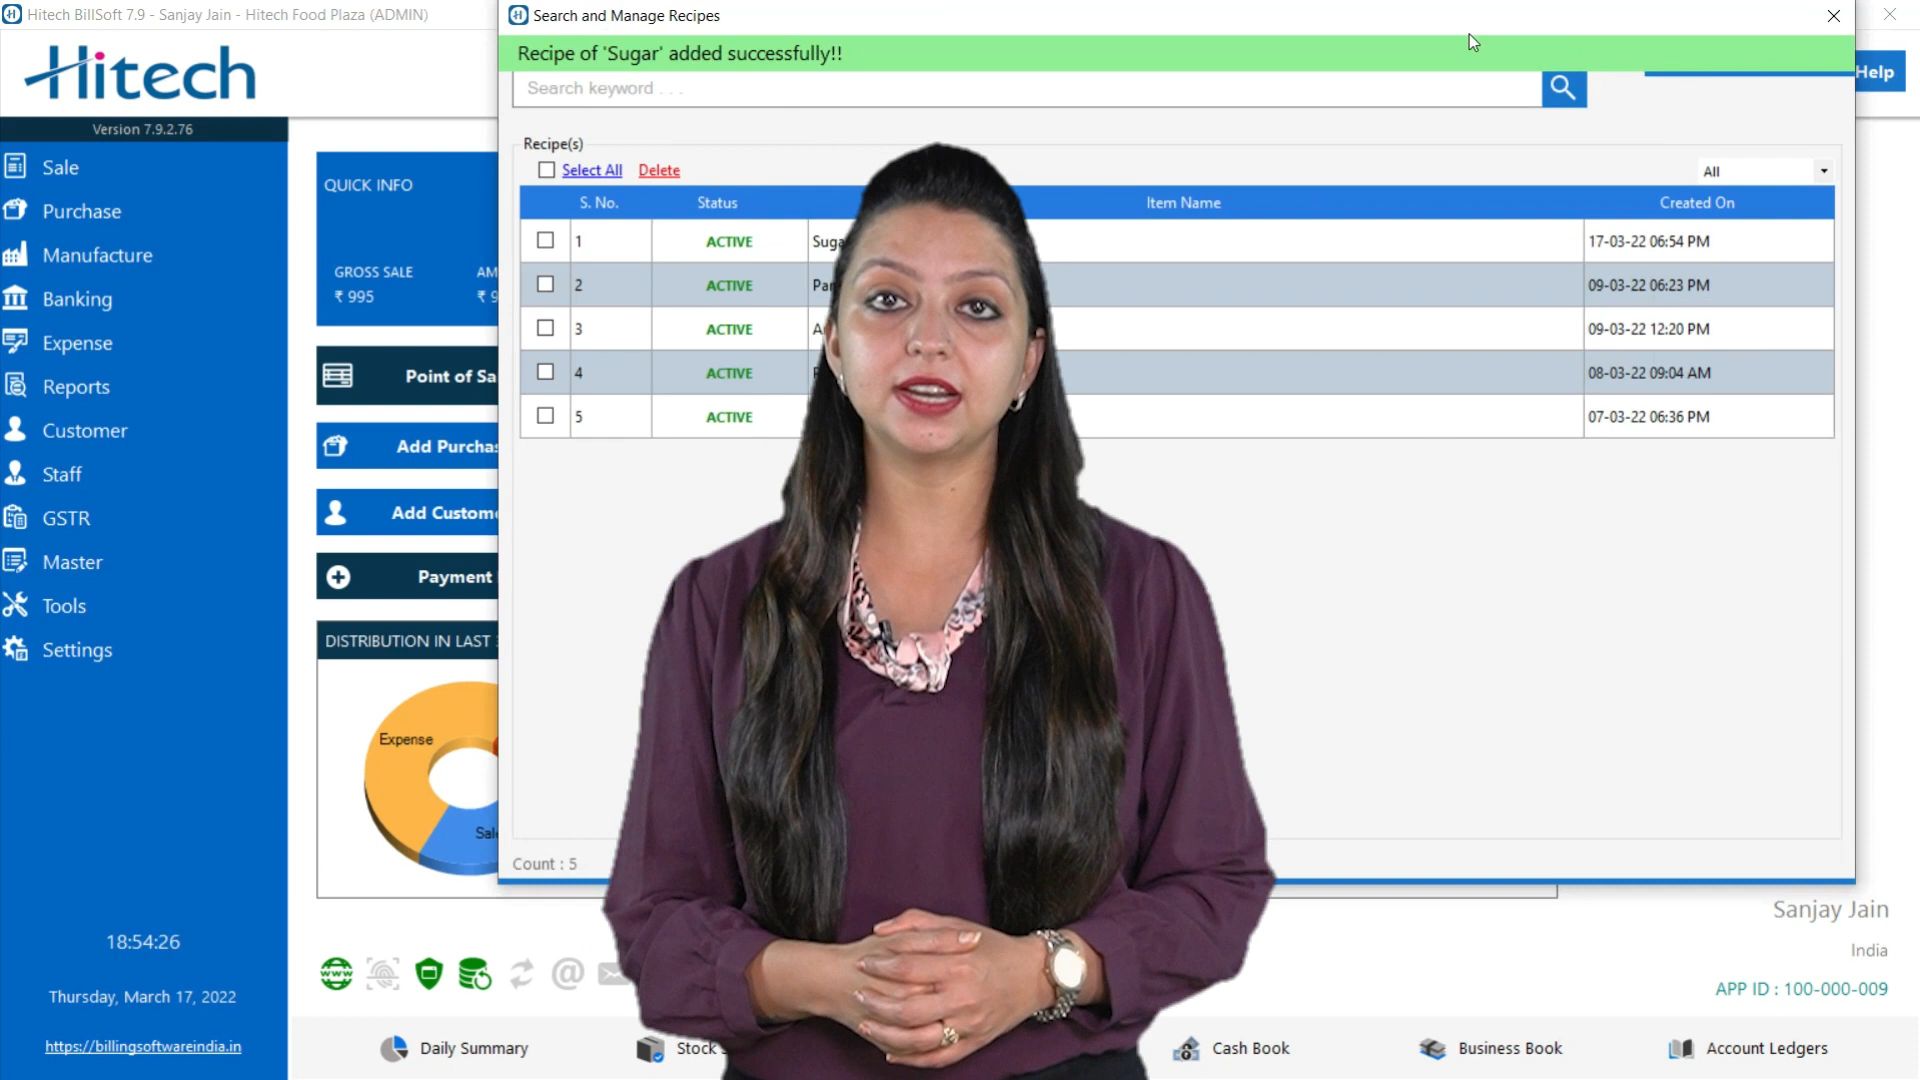 Hitech BillSoft 7.9 - Sanjay Jain - Hitech Food Plaza (ADMIN)
Search and Manage Recipes
Recipe of 'Sugar' added successfully!!
Hitech
Help
Search keyword . . .
Version 7.9.2.76
Sale
Purchase
Manufacture
Banking
Expense
Reports
Customer
Staff
GSTR
Master
Tools
Settings
18:54:26
Thursday, March 17, 2022
https://billingsoftwareindia.in
QUICK INFO
GROSS SALE
₹ 995
Point of
Add
Add
Payment
DISTRIBUTION IN LAST
Expense
Recipe(s)
Select All Delete
All
S. No. Status Item Name Created On
1 ACTIVE 17-03-22 06:54 PM
2 ACTIVE 09-03-22 06:23 PM
3 ACTIVE 09-03-22 12:20 PM
4 ACTIVE 08-03-22 09:04 AM
5 ACTIVE 07-03-22 06:36 PM
Count : 5
Sanjay Jain
India
APP ID : 100-000-009
www
@
Daily Summary
Stock
Cash Book
Business Book
Account Ledgers